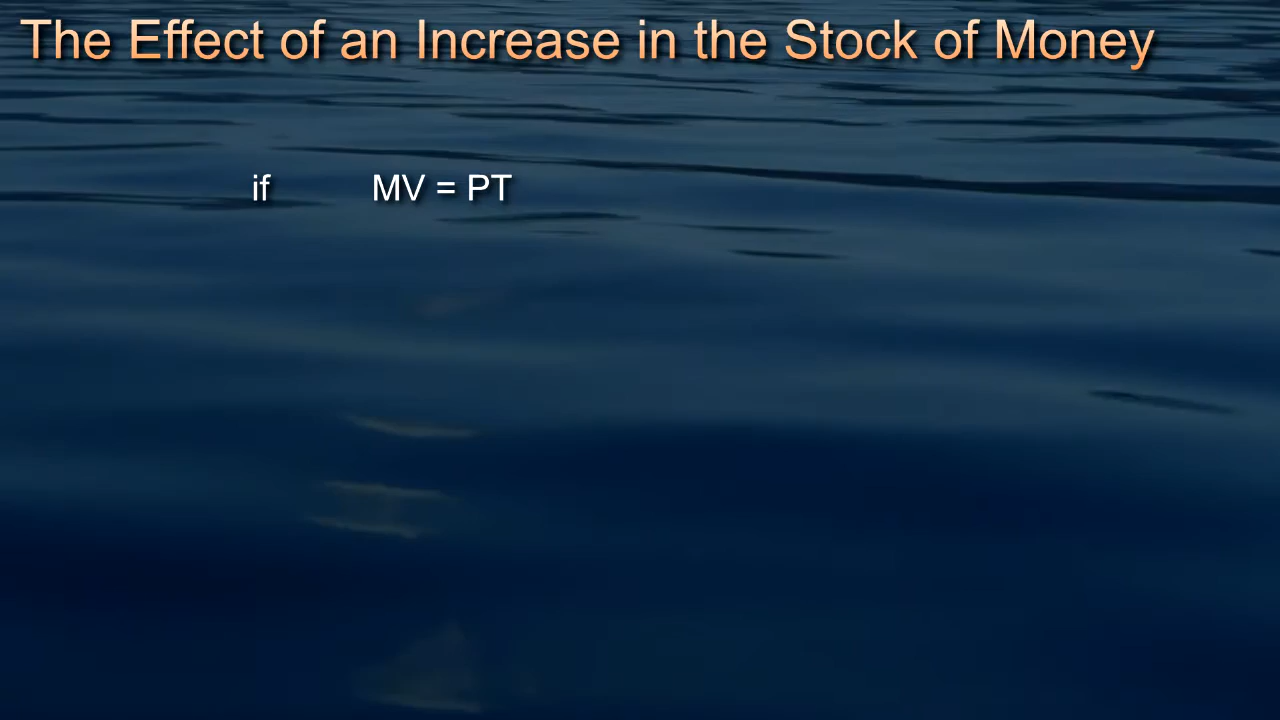 The Effect of an Increase in the Stock of Money
if MV = PT